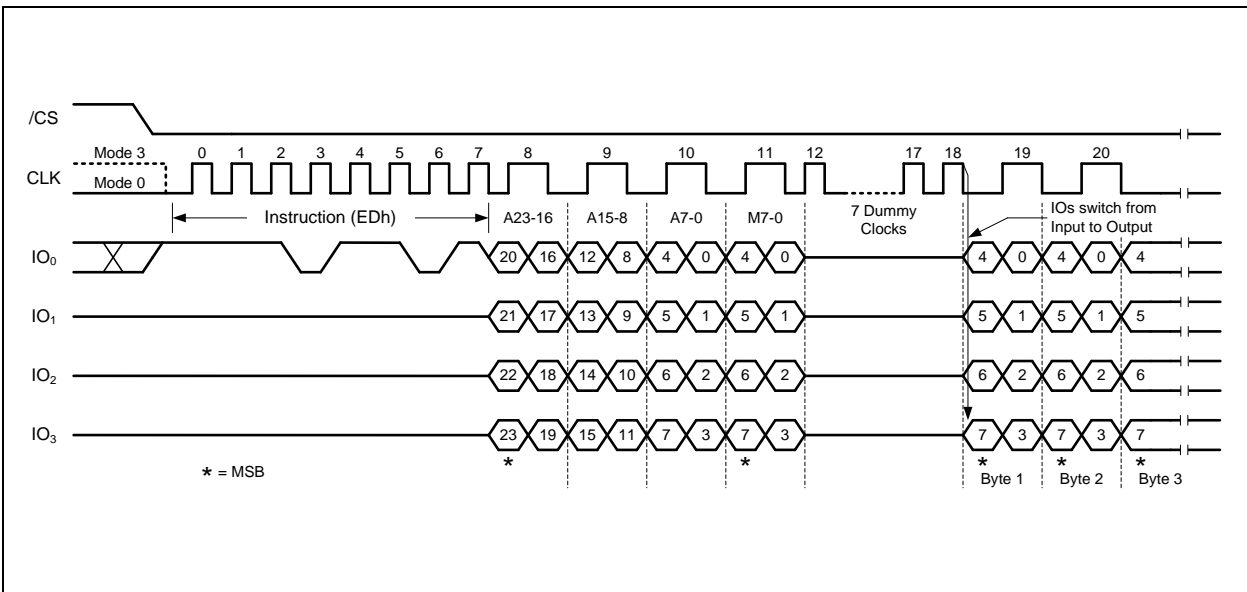 /CS
Mode 3 0 1 2 3 4 5 6 7 8 9 10 11 12 17 18 19 20
CLK
Mode 0
Instruction (EDh) A23-16 A15-8 A7-0 M7-0 7 Dummy Clocks IOs switch from
Input to Output
IO0 20 16 12 8 4 0 4 0 4 0 4 0 4
IO1 21 17 13 9 5 1 5 1 5 1 5 1 5
IO2 22 18 14 10 6 2 6 2 6 2 6 2 6
IO3 23 19 15 11 7 3 7 3 7 3 7 3 7
* * * * *
* = MSB
Byte 1 Byte 2 Byte 3